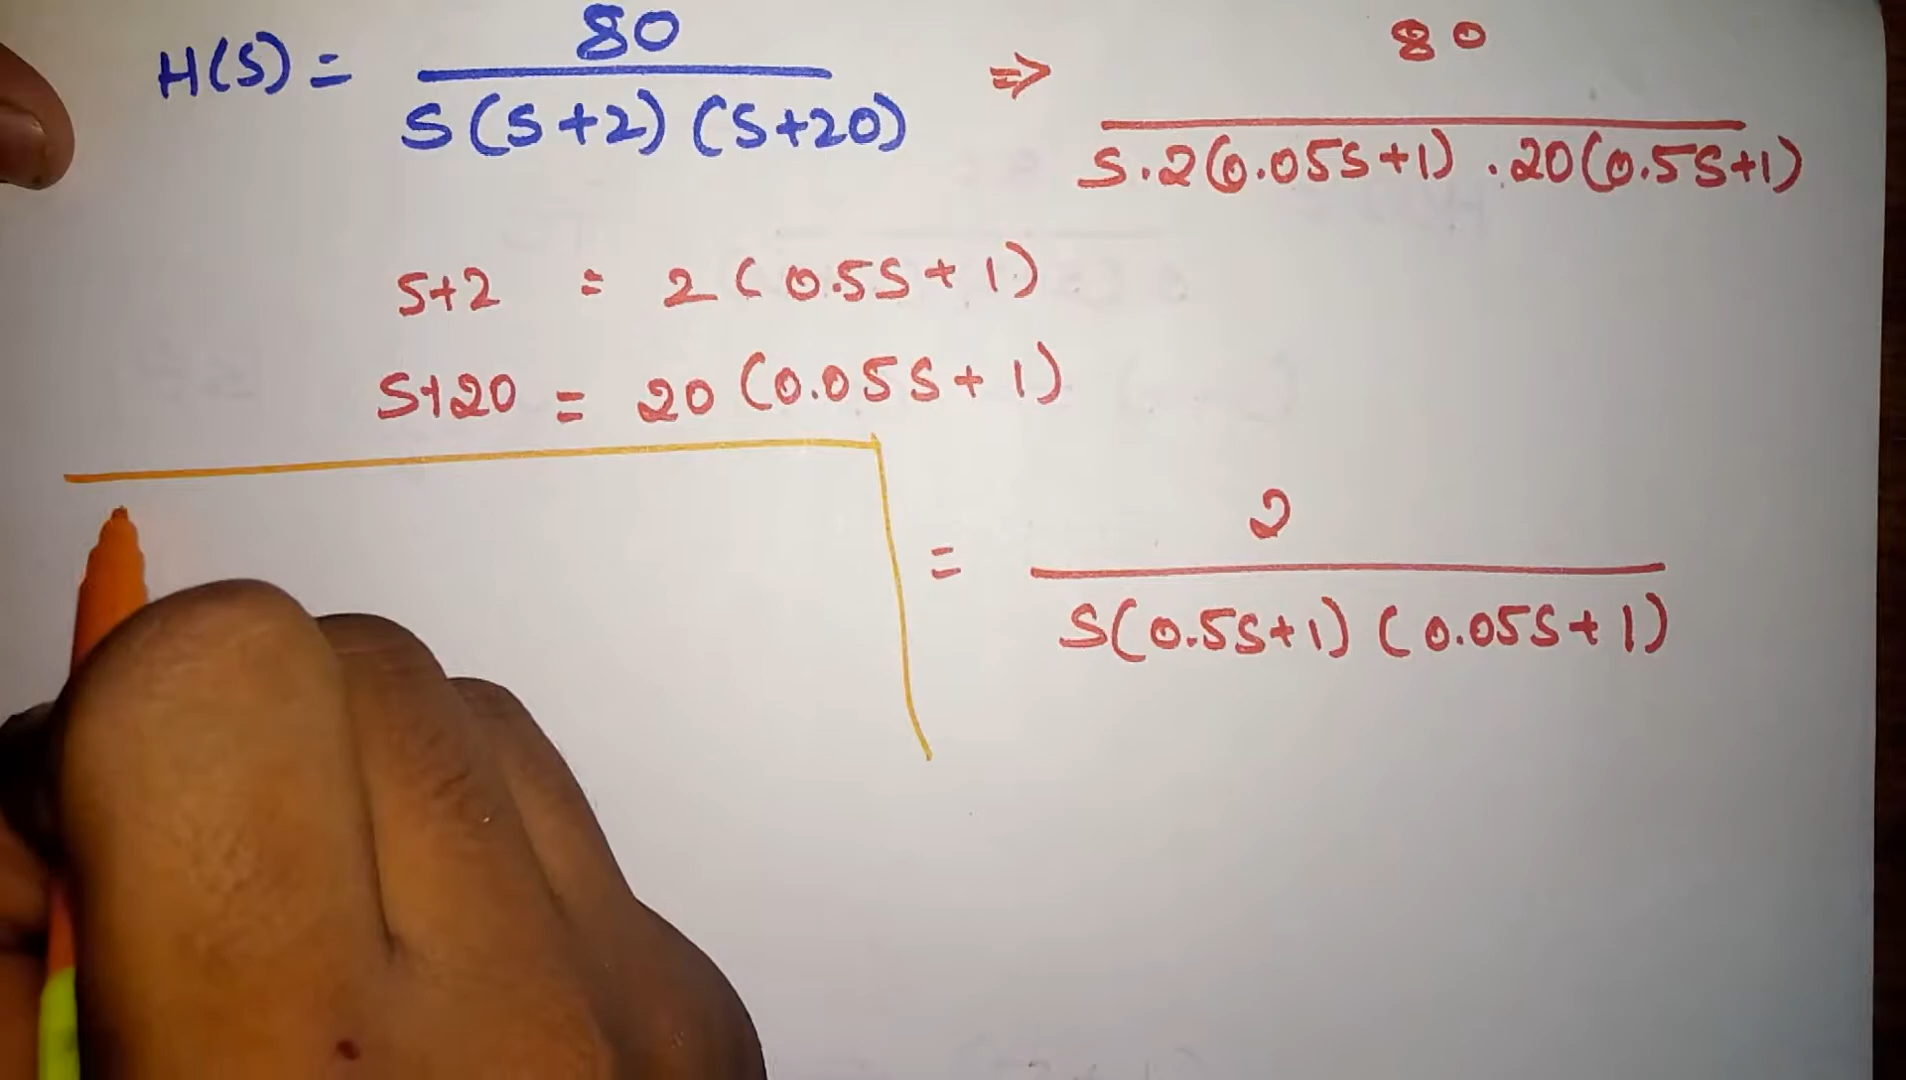 H(S) = 80 / S(S+2)(S+20) => 80 / S.2(0.05S+1).20(0.5S+1)
S+2 = 2(0.5S+1)
S+20 = 20(0.05S+1)
= 2 / S(0.5S+1)(0.05S+1)